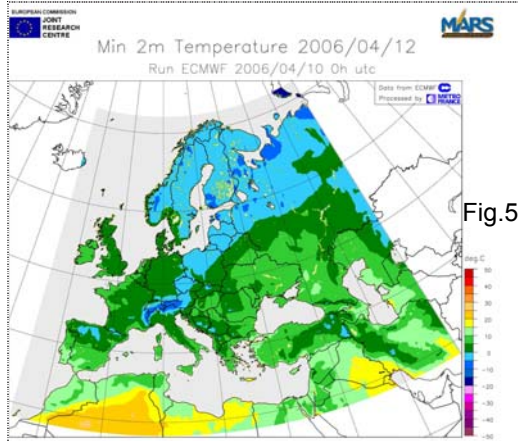 EUROPEAN COMMISSION
JOINT
RESEARCH
CENTRE
MARS
Min 2m Temperature 2006/04/12
Run ECMWF 2006/04/10 0h utc
Data from ECMWF
Processed by METEO
FRANCE
Fig.5
deg.C
50
40
30
20
10
0
-10
-20
-30
-40
-50